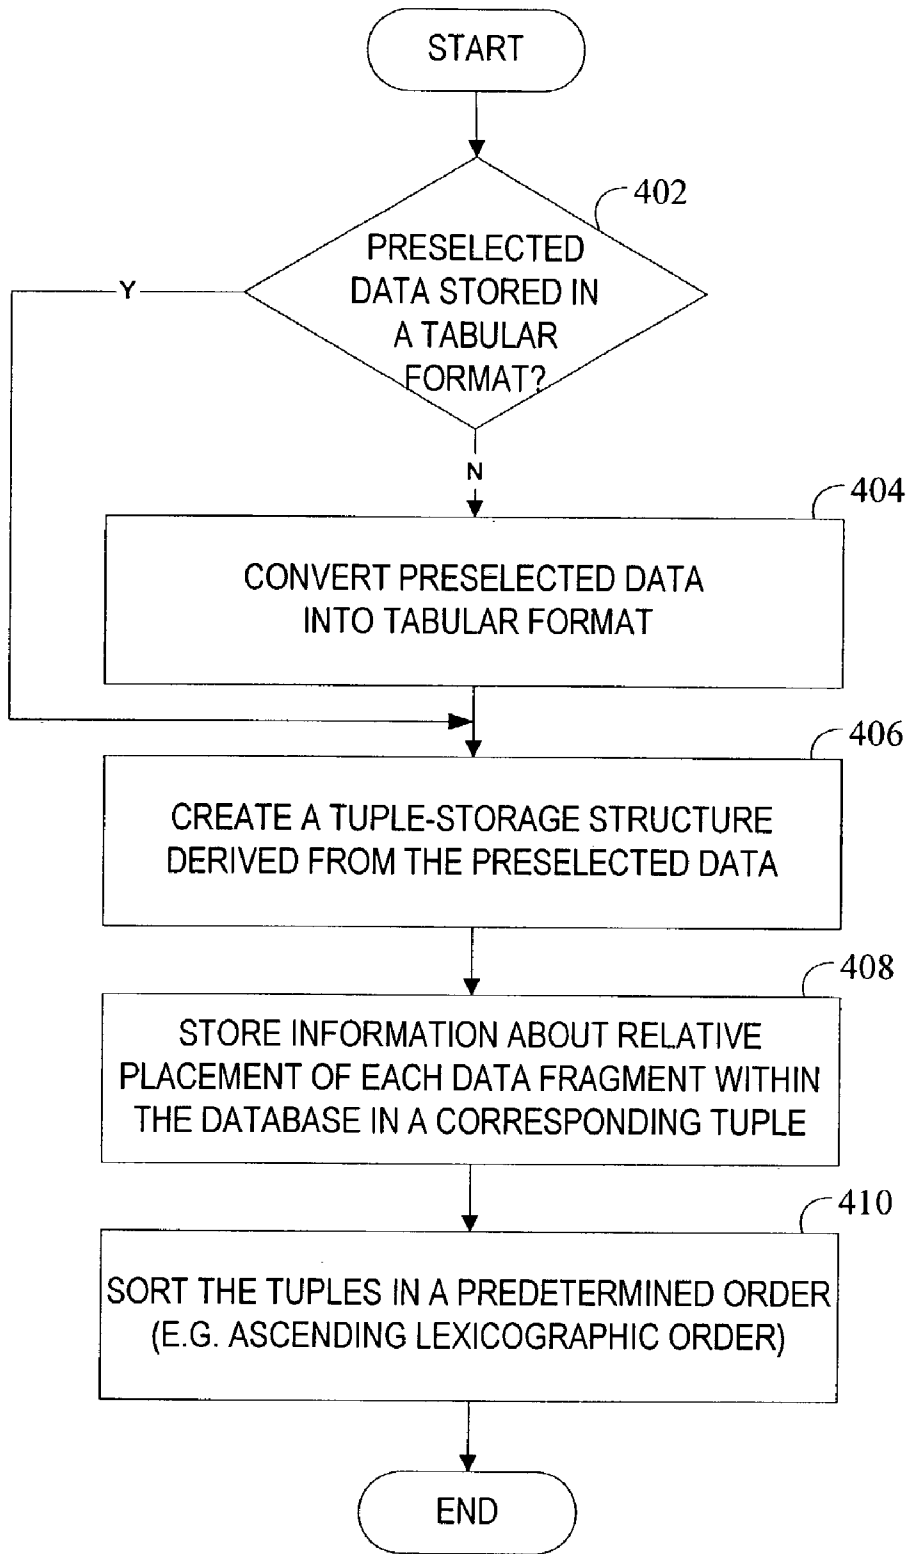 START
402
PRESELECTED
DATA STORED IN
A TABULAR
FORMAT?
Y
N
404
CONVERT PRESELECTED DATA
INTO TABULAR FORMAT
406
CREATE A TUPLE-STORAGE STRUCTURE
DERIVED FROM THE PRESELECTED DATA
408
STORE INFORMATION ABOUT RELATIVE
PLACEMENT OF EACH DATA FRAGMENT WITHIN
THE DATABASE IN A CORRESPONDING TUPLE
410
SORT THE TUPLES IN A PREDETERMINED ORDER
(E.G. ASCENDING LEXICOGRAPHIC ORDER)
END